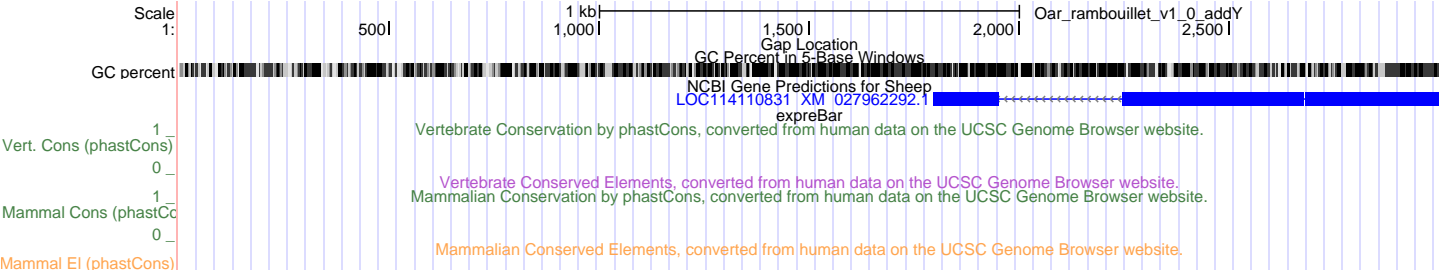 Scale 1 kb Oar_rambouillet_v1_0_addY
1: 500 1,000 1,500 2,000 2,500
Gap Location
GC Percent in 5-Base Windows
GC percent
NCBI Gene Predictions for Sheep
LOC114110831 XM_027962292.1
expreBar
1 _ Vertebrate Conservation by phastCons, converted from human data on the UCSC Genome Browser website.
Vert. Cons (phastCons)
0 _
Vertebrate Conserved Elements, converted from human data on the UCSC Genome Browser website.
1 _ Mammalian Conservation by phastCons, converted from human data on the UCSC Genome Browser website.
Mammal Cons (phastCc
0 _
Mammalian Conserved Elements, converted from human data on the UCSC Genome Browser website.
Mammal El (phastCons)